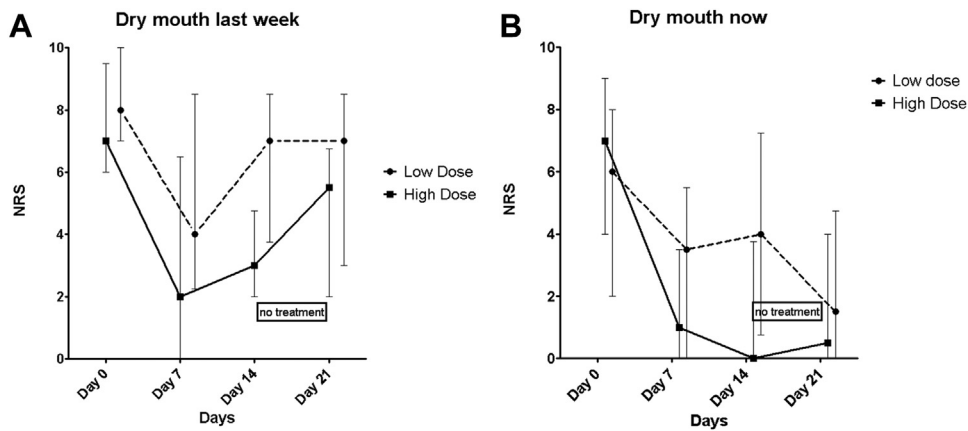 A
Dry mouth last week
10
8
6
4
2
0
NRS
Day 0
Day 7
Day 14
Day 21
Days
no treatment
Low Dose
High Dose
B
Dry mouth now
10
8
6
4
2
0
NRS
Day 0
Day 7
Day 14
Day 21
Days
no treatment
Low dose
High Dose